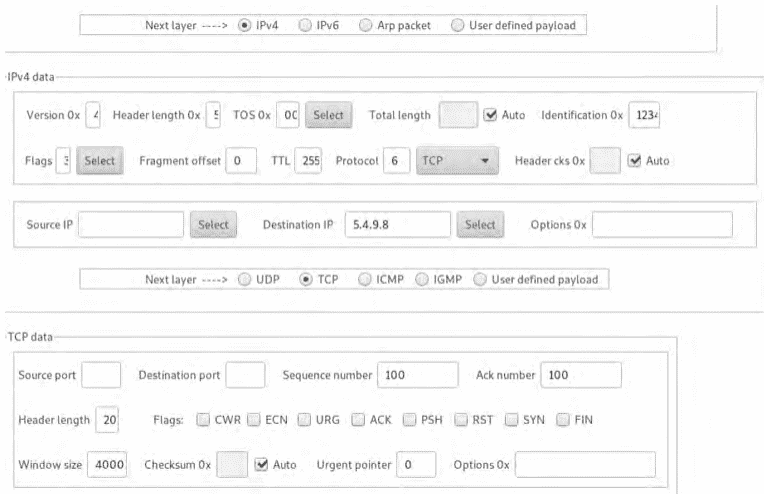 Next layer ----> IPv4 IPv6 Arp packet User defined payload
IPv4 data
Version 0x 4 Header length 0x 5 TOS 0x 00 Select Total length Auto Identification 0x 1234
Flags Select Fragment offset 0 TTL 255 Protocol 6 TCP Header cks 0x Auto
Source IP Select Destination IP 5.4.9.8 Select Options 0x
Next layer ----> UDP TCP ICMP IGMP User defined payload
TCP data
Source port Destination port Sequence number 100 Ack number 100
Header length 20 Flags: CWR ECN URG ACK PSH RST SYN FIN
Window size 4000 Checksum 0x Auto Urgent pointer 0 Options 0x